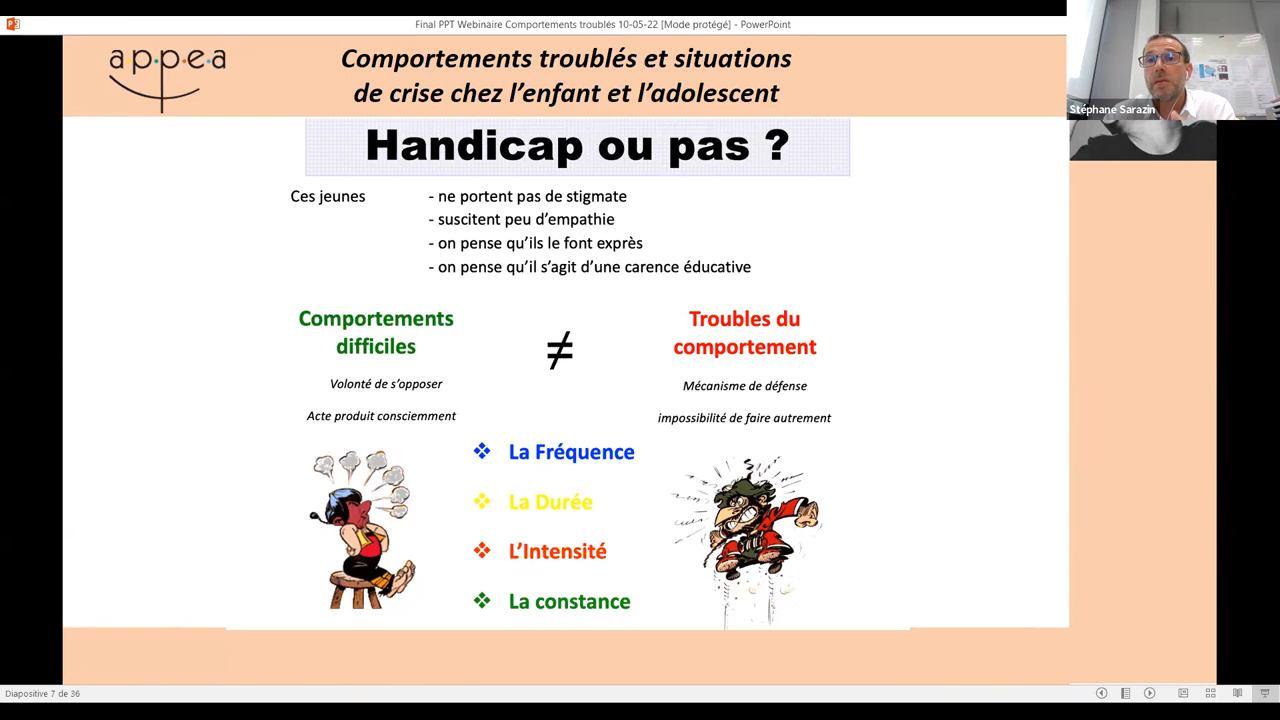 Final PPT Webinaire Comportements troublés 10-05-22 [Mode protégé] - PowerPoint
appea
Comportements troublés et situations
de crise chez l'enfant et l'adolescent
Stéphane Sarazin
Handicap ou pas ?
Ces jeunes - ne portent pas de stigmate
- suscitent peu d'empathie
- on pense qu'ils le font exprès
- on pense qu'il s'agit d'une carence éducative
Comportements
difficiles
≠
Troubles du
comportement
Volonté de s'opposer
Acte produit consciemment
Mécanisme de défense
impossibilité de faire autrement
❖ La Fréquence
❖ La Durée
❖ L'Intensité
❖ La constance
Diapositive 7 de 36